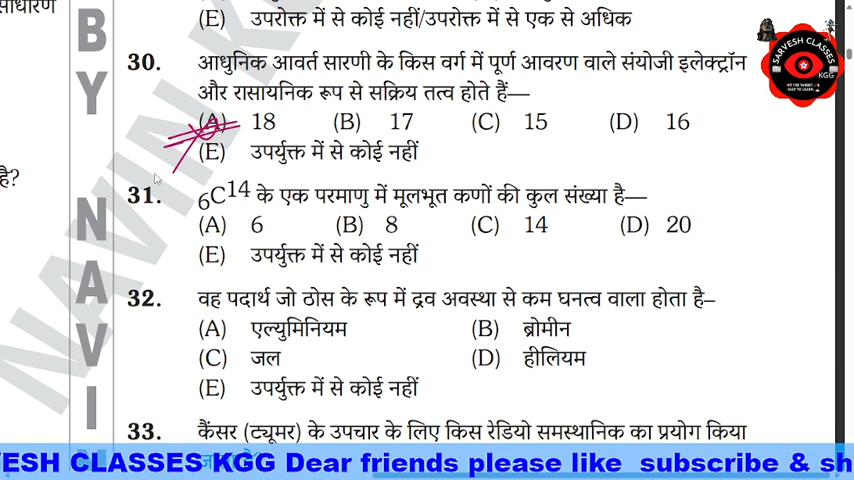 साधारण
(E) उपरोक्त में से कोई नहीं/उपरोक्त में से एक से अधिक
30. आधुनिक आवर्त सारणी के किस वर्ग में पूर्ण आवरण वाले संयोजी इलेक्ट्रॉन
और रासायनिक रूप से सक्रिय तत्व होते हैं—
(A) 18 (B) 17 (C) 15 (D) 16
(E) उपर्युक्त में से कोई नहीं
है?
31. ₆C¹⁴ के एक परमाणु में मूलभूत कणों की कुल संख्या है—
(A) 6 (B) 8 (C) 14 (D) 20
(E) उपर्युक्त में से कोई नहीं
32. वह पदार्थ जो ठोस के रूप में द्रव अवस्था से कम घनत्व वाला होता है–
(A) एल्युमिनियम (B) ब्रोमीन
(C) जल (D) हीलियम
(E) उपर्युक्त में से कोई नहीं
33. कैंसर (ट्यूमर) के उपचार के लिए किस रेडियो समस्थानिक का प्रयोग किया
BY NAVI
NAVIN
SARVESH CLASSES
KGG
VESH CLASSES KGG Dear friends please like subscribe & sh